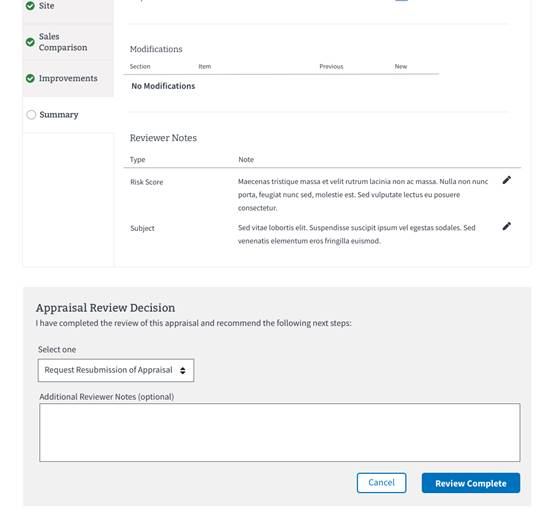 Site
Sales
Comparison
Improvements
Summary
Modifications
Section Item Previous New
No Modifications
Reviewer Notes
Type Note
Risk Score Maecenas tristique massa et velit rutrum lacinia non ac massa. Nulla non nunc
porta, feugiat nunc sed, molestie est. Sed vulputate lectus eu posuere
consectetur.
Subject Sed vitae lobortis elit. Suspendisse suscipit ipsum vel egestas sodales. Sed
venenatis elementum eros fringilla euismod.
Appraisal Review Decision
I have completed the review of this appraisal and recommend the following next steps:
Select one
Request Resubmission of Appraisal
Additional Reviewer Notes (optional)
Cancel Review Complete